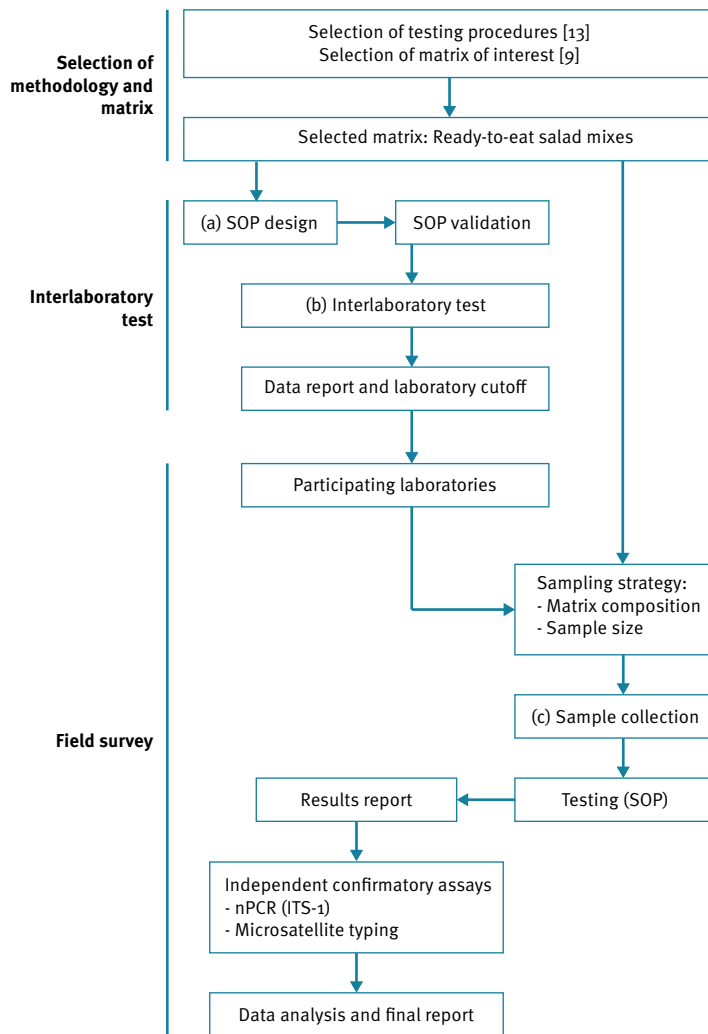 Selection of
methodology and
matrix
Selection of testing procedures [13]
Selection of matrix of interest [9]
Selected matrix: Ready-to-eat salad mixes
Interlaboratory
test
(a) SOP design
SOP validation
(b) Interlaboratory test
Data report and laboratory cutoff
Field survey
Participating laboratories
Sampling strategy:
- Matrix composition
- Sample size
(c) Sample collection
Testing (SOP)
Results report
Independent confirmatory assays
- nPCR (ITS-1)
- Microsatellite typing
Data analysis and final report